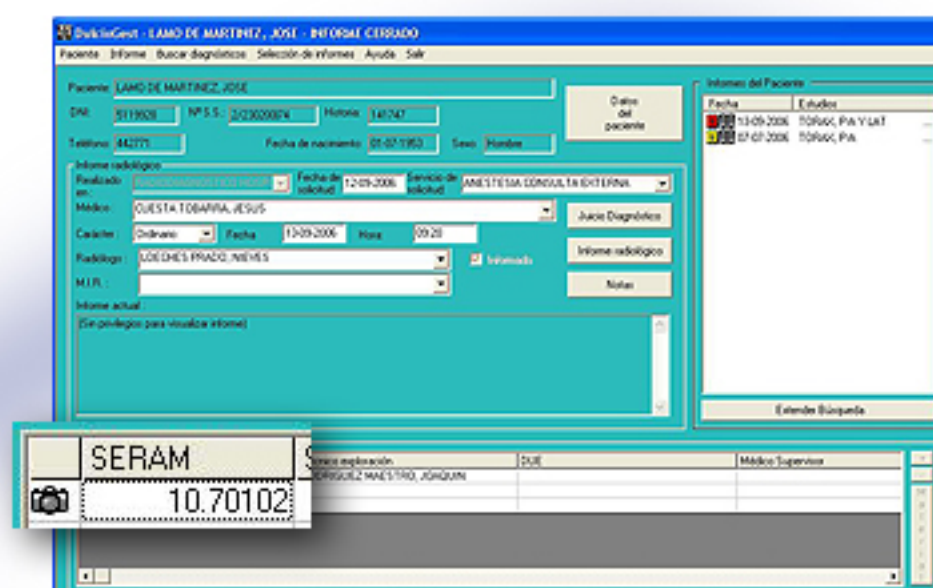 DulcinGest - LAMO DE MARTINEZ, JOSE - INFORME CERRADO
Paciente Informe Buscar diagnósticos Selección de informes Ayuda Salir
Paciente: LAMO DE MARTINEZ, JOSE
DNI: 5119928 Nº S.S.: 2/23020074 Historia: 141747
Teléfono: 442771 Fecha de nacimiento: 01-07-1953 Sexo: Hombre
Datos del paciente
Informe radiológico
Realizado en: Fecha de solicitud 12-09-2006 Servicio de solicitud ANESTESIA CONSULTA EXTERNA
Médico: CUESTA TOBARRA, JESUS
Carácter: Ordinario Fecha 13-09-2006 Hora: 09:20
Radiólogo: LOECHES PRADO, NIEVES Informado
M.I.R.:
Juicio Diagnóstico
Informe radiológico
Notas
Informe actual
(Sin privilegios para visualizar informe)
Informes del Paciente
Fecha Estudios
13-09-2006 TORAX, PA Y LAT
07-07-2006 TORAX, PA
Extender Búsqueda
SERAM
10.70102
exploración DUE Médico Supervisor
MAESTRO, JOAQUIN